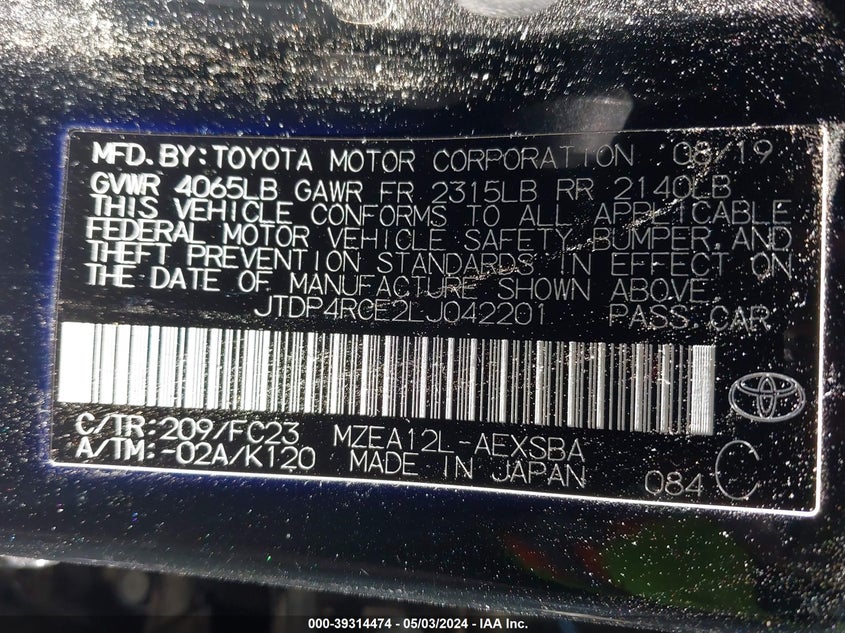 MFD.BY:TOYOTA MOTOR CORPORATION 08/19
GVWR 4065LB GAWR FR 2315LB RR 2140LB
THIS VEHICLE CONFORMS TO ALL APPLICABLE
FEDERAL MOTOR VEHICLE SAFETY, BUMPER, AND
THEFT PREVENTION STANDARDS IN EFFECT ON
THE DATE OF MANUFACTURE SHOWN ABOVE.
JTDP4RCE2LJ042201 PASS.CAR
C/TR:209/FC23 MZEA12L-AEXSBA
A/TM:-02A/K120 MADE IN JAPAN
084 C
000-39314474 - 05/03/2024 - IAA, Inc.